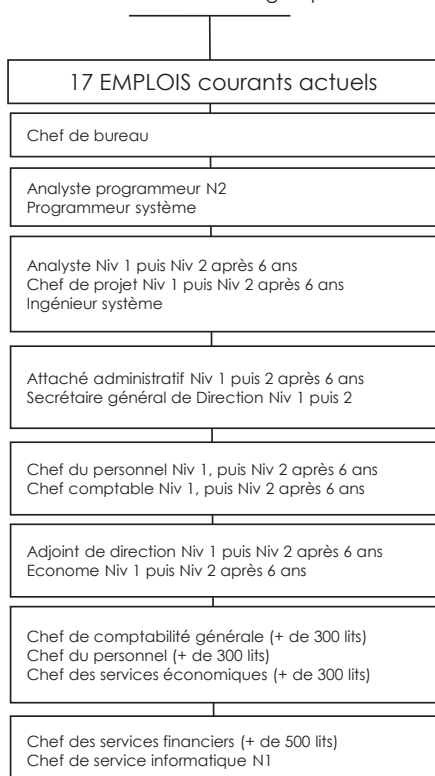 17 EMPLOIS courants actuels
Chef de bureau
Analyste programmeur N2
Programmeur système
Analyste Niv 1 puis Niv 2 après 6 ans
Chef de projet Niv 1 puis Niv 2 après 6 ans
Ingénieur système
Attaché administratif Niv 1 puis 2 après 6 ans
Secrétaire général de Direction Niv 1 puis 2
Chef du personnel Niv 1, puis Niv 2 après 6 ans
Chef comptable Niv 1, puis Niv 2 après 6 ans
Adjoint de direction Niv 1 puis Niv 2 après 6 ans
Econome Niv 1 puis Niv 2 après 6 ans
Chef de comptabilité générale (+ de 300 lits)
Chef du personnel (+ de 300 lits)
Chef des services économiques (+ de 300 lits)
Chef des services financiers (+ de 500 lits)
Chef de service informatique N1